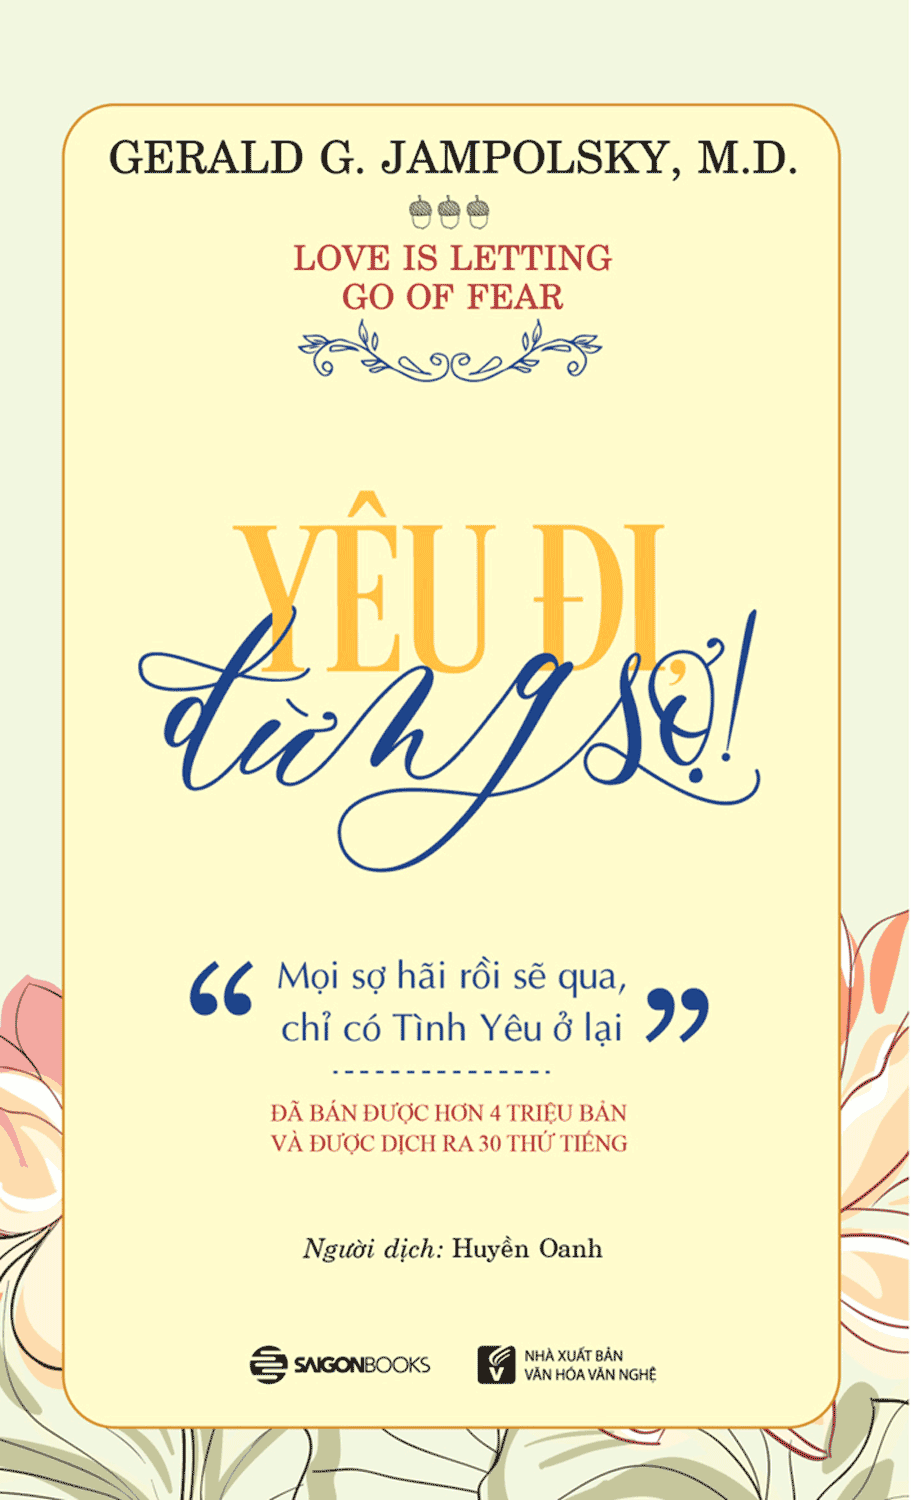 GERALD G. JAMPOLSKY, M.D.
LOVE IS LETTING
GO OF FEAR
YÊU ĐI,
đừng sợ!
“ Mọi sợ hãi rồi sẽ qua,
chỉ có Tình Yêu ở lại ”
ĐÃ BÁN ĐƯỢC HƠN 4 TRIỆU BẢN
VÀ ĐƯỢC DỊCH RA 30 THỨ TIẾNG
Người dịch: Huyền Oanh
SAIGONBOOKS
NHÀ XUẤT BẢN
VĂN HÓA VĂN NGHỆ